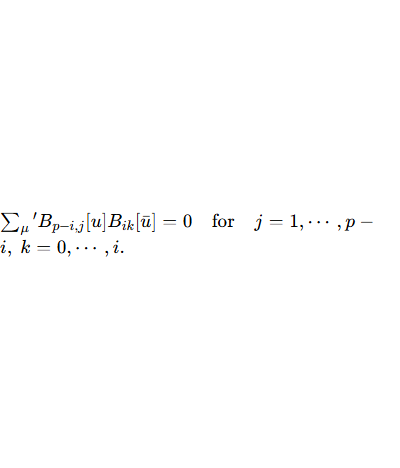 ∑_μ′B_{p−i,j}[u]B_{ik}[ū] = 0 for j = 1, ⋯ , p −
i, k = 0, ⋯ , i.